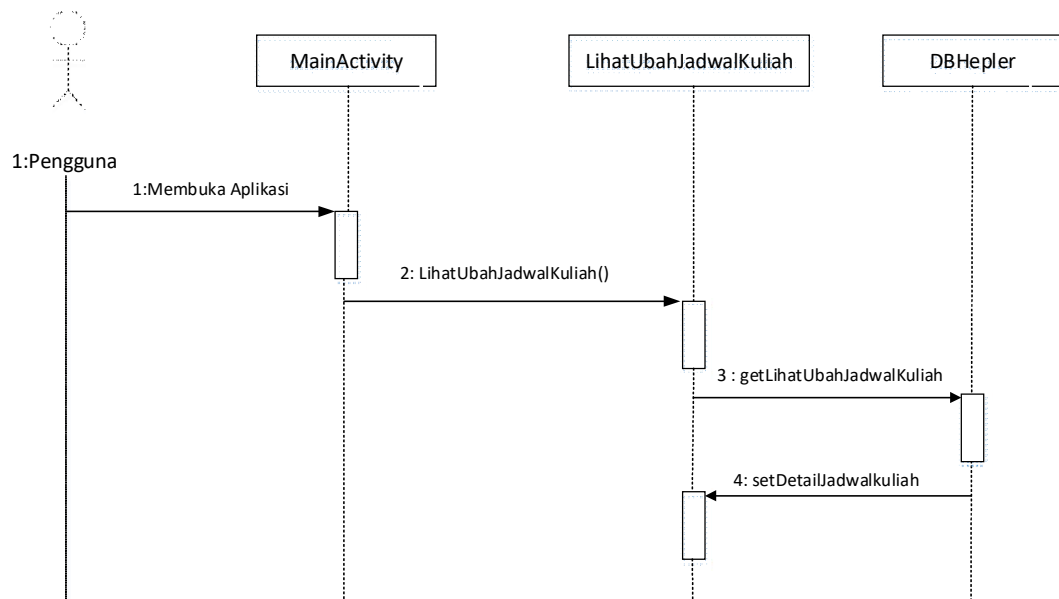 MainActivity
LihatUbahJadwalKuliah
DBHepler
1:Pengguna
1:Membuka Aplikasi
2: LihatUbahJadwalKuliah()
3 : getLihatUbahJadwalKuliah
4: setDetailJadwalkuliah